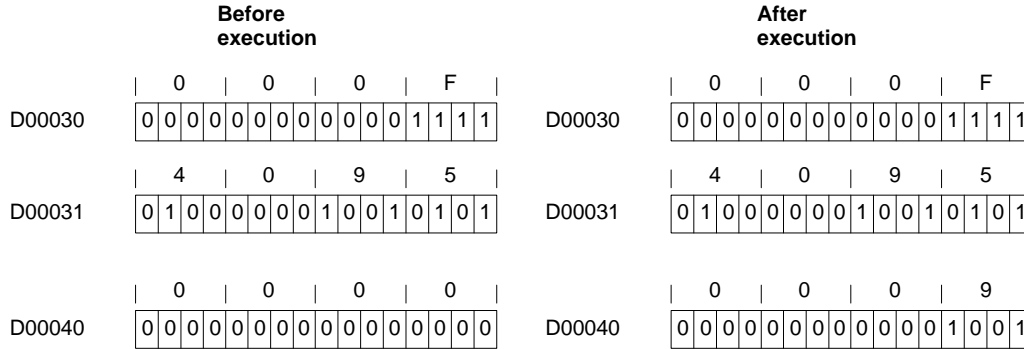 Before execution After execution
| 0 | 0 | 0 | F | | 0 | 0 | 0 | F
D00030 0 0 0 0 0 0 0 0 0 0 0 0 1 1 1 1 D00030 0 0 0 0 0 0 0 0 0 0 0 0 1 1 1 1
| 4 | 0 | 9 | 5 | | 4 | 0 | 9 | 5
D00031 0 1 0 0 0 0 0 0 1 0 0 1 0 1 0 1 D00031 0 1 0 0 0 0 0 0 1 0 0 1 0 1 0 1
| 0 | 0 | 0 | 0 | | 0 | 0 | 0 | 9
D00040 0 0 0 0 0 0 0 0 0 0 0 0 0 0 0 0 D00040 0 0 0 0 0 0 0 0 0 0 0 0 1 0 0 1